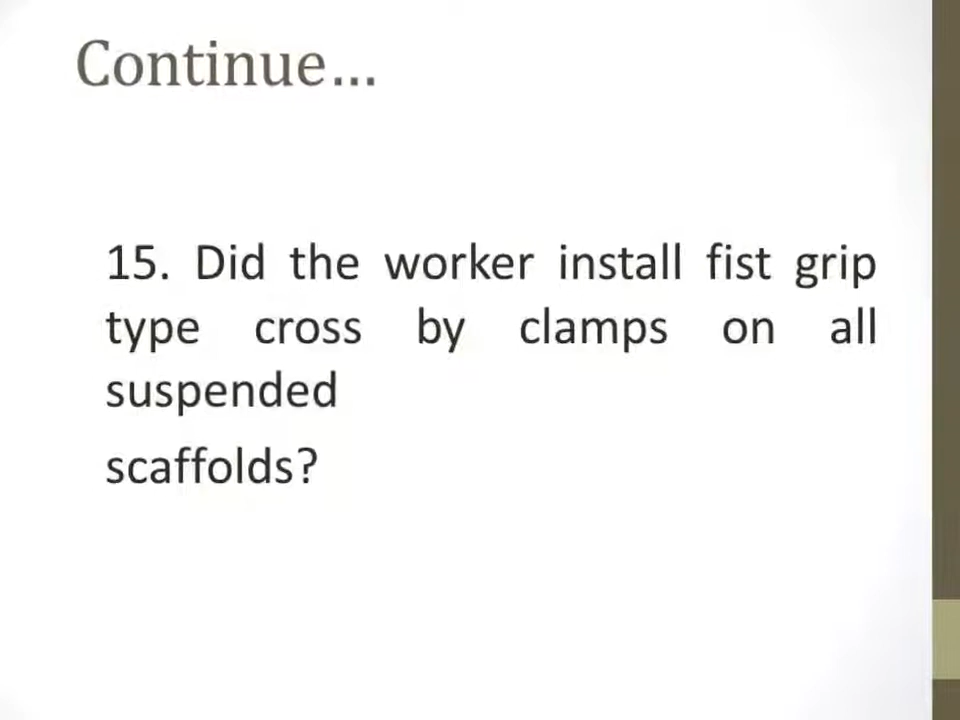 Continue...
15. Did the worker install fist grip
type cross by clamps on all
suspended
scaffolds?